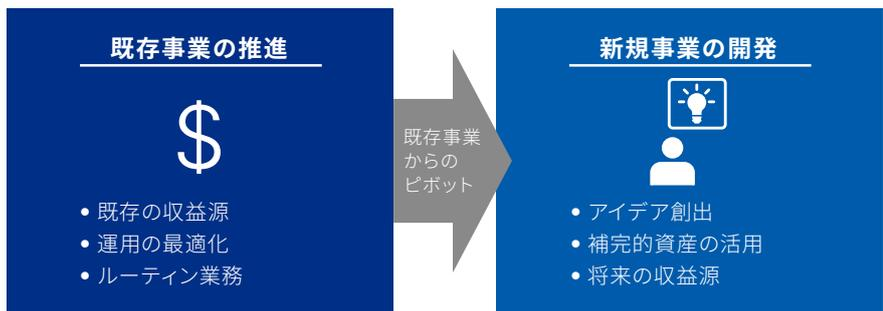 既存事業の推進
$
• 既存の収益源
• 運用の最適化
• ルーティン業務
既存事業
からの
ピボット
新規事業の開発
• アイデア創出
• 補完的資産の活用
• 将来の収益源